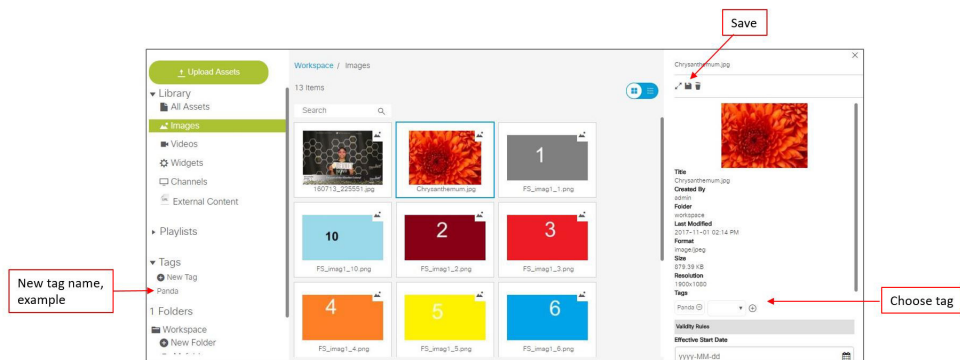 Save
Upload Assets
Library
All Assets
Images
Videos
Widgets
Channels
External Content
Playlists
Tags
New Tag
Panda
1 Folders
Workspace
New Folder
New tag name,
example
Workspace / Images
13 Items
Search
160713_225551.jpg
Chrysanthemum.jpg
1
FS_imag1_1.png
10
FS_imag1_10.png
2
FS_imag1_2.png
3
FS_imag1_3.png
4
FS_imag1_4.png
5
FS_imag1_5.png
6
FS_imag1_6.png
Chrysanthemum.jpg
Title
Chrysanthemum.jpg
Created By
admin
Folder
workspace
Last Modified
2017-11-01 02:14 PM
Format
image/jpeg
Size
879.39 KB
Resolution
1900x1080
Tags
Panda
Validity Rules
Effective Start Date
yyyy-MM-dd
Choose tag